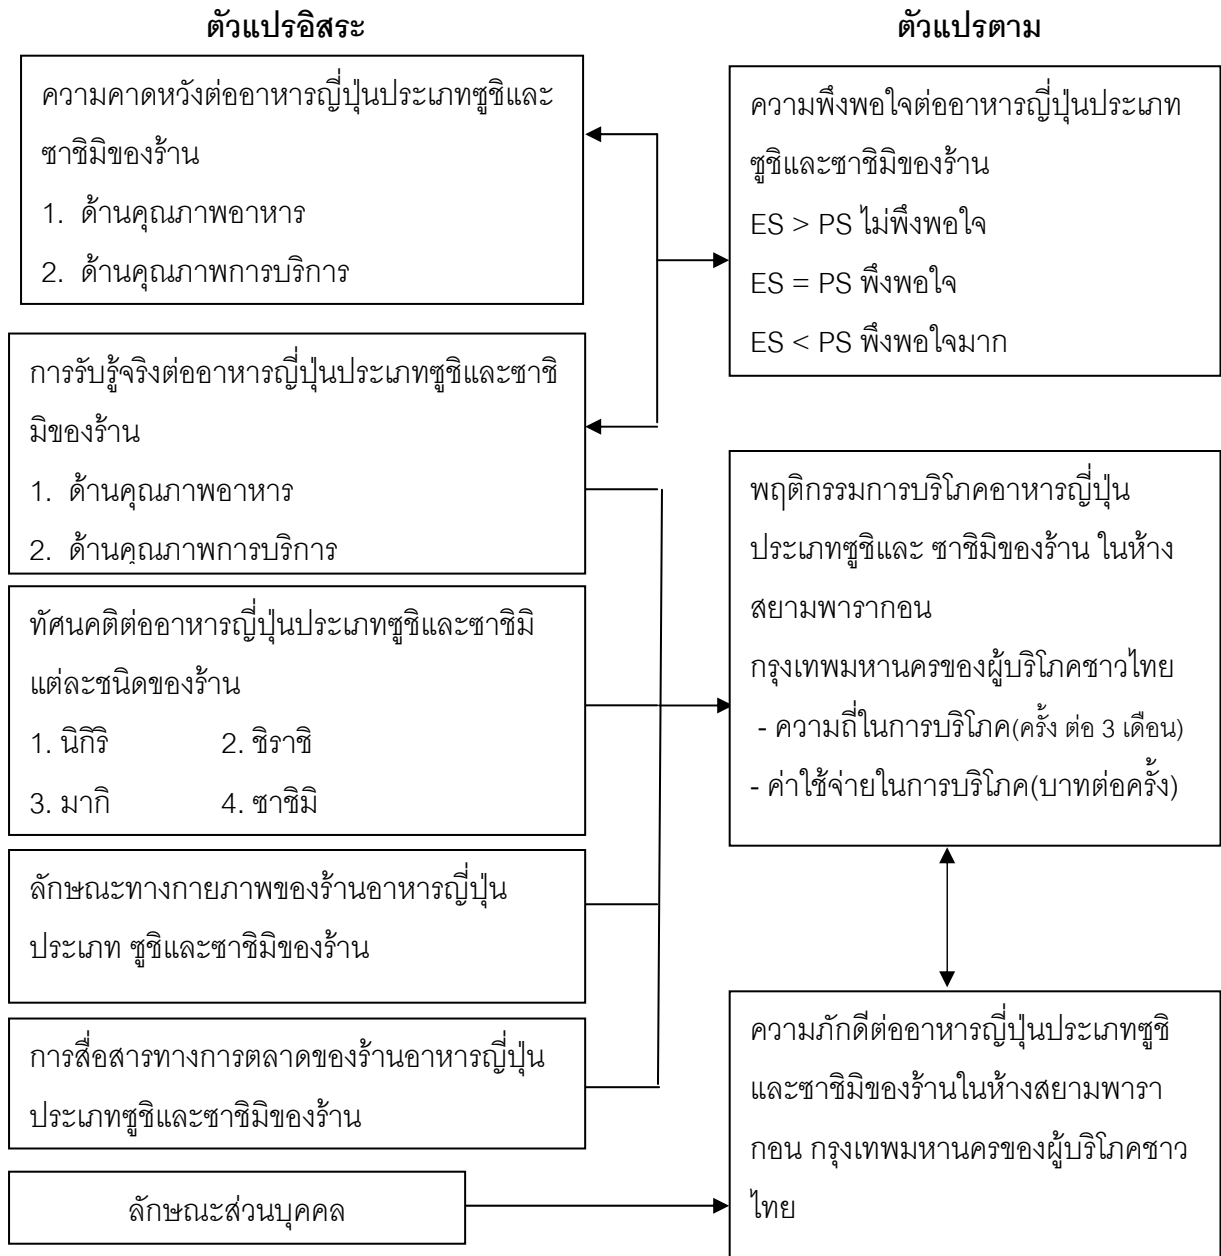 ตัวแปรอิสระ
ความคาดหวังต่ออาหารญี่ปุ่นประเภทซูชิและ
ซาชิมิของร้าน
1. ด้านคุณภาพอาหาร
2. ด้านคุณภาพการบริการ
การรับรู้จริงต่ออาหารญี่ปุ่นประเภทซูชิและซาชิ
มิของร้าน
1. ด้านคุณภาพอาหาร
2. ด้านคุณภาพการบริการ
ทัศนคติต่ออาหารญี่ปุ่นประเภทซูชิและซาชิมิ
แต่ละชนิดของร้าน
1. นิกิริ 2. ชิราชิ
3. มากิ 4. ซาชิมิ
ลักษณะทางกายภาพของร้านอาหารญี่ปุ่น
ประเภท ซูชิและซาชิมิของร้าน
การสื่อสารทางการตลาดของร้านอาหารญี่ปุ่น
ประเภทซูชิและซาชิมิของร้าน
ลักษณะส่วนบุคคล
ตัวแปรตาม
ความพึงพอใจต่ออาหารญี่ปุ่นประเภท
ซูชิและซาชิมิของร้าน
ES > PS ไม่พึงพอใจ
ES = PS พึงพอใจ
ES < PS พึงพอใจมาก
พฤติกรรมการบริโภคอาหารญี่ปุ่น
ประเภทซูชิและ ซาชิมิของร้าน ในห้าง
สยามพารากอน
กรุงเทพมหานครของผู้บริโภคชาวไทย
- ความถี่ในการบริโภค(ครั้ง ต่อ 3 เดือน)
- ค่าใช้จ่ายในการบริโภค(บาทต่อครั้ง)
ความภักดีต่ออาหารญี่ปุ่นประเภทซูชิ
และซาชิมิของร้านในห้างสยามพารา
กอน กรุงเทพมหานครของผู้บริโภคชาว
ไทย